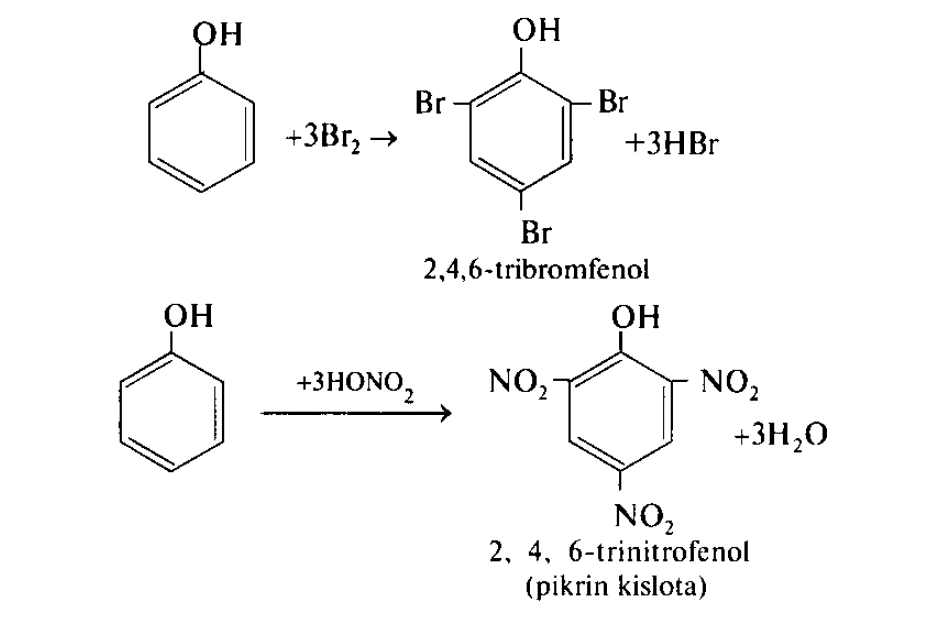 OH
+3Br₂ →
OH
Br
Br
Br
+3HBr
2,4,6-tribromfenol
OH
+3HONO₂
OH
NO₂
NO₂
NO₂
+3H₂O
2, 4, 6-trinitrofenol
(pikrin kislota)